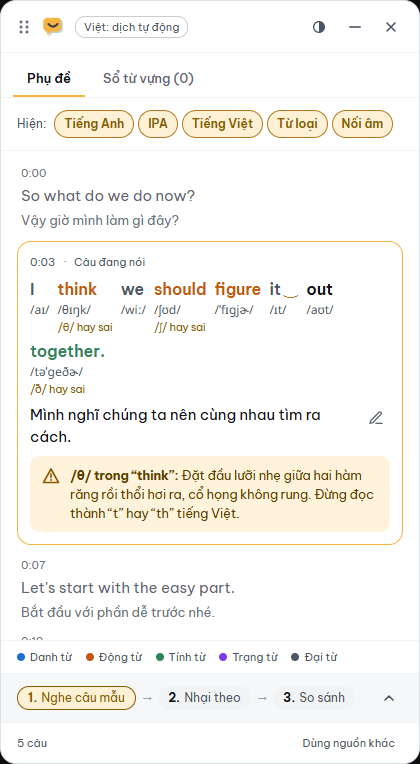 Việt: dịch tự động
Phụ đề Sổ từ vựng (0)
Hiện: Tiếng Anh IPA Tiếng Việt Từ loại Nối âm
0:00
So what do we do now?
Vậy giờ mình làm gì đây?
0:03 · Câu đang nói
I think we should figure it‿ out
/aɪ/ /θɪŋk/ /wiː/ /ʃʊd/ /ˈfɪɡjɚ/ /ɪt/ /aʊt/
/θ/ hay sai /ʃ/ hay sai
together.
/təˈɡeðɚ/
/ð/ hay sai
Mình nghĩ chúng ta nên cùng nhau tìm ra
cách.
/θ/ trong “think”: Đặt đầu lưỡi nhẹ giữa hai hàm
răng rồi thổi hơi ra, cổ họng không rung. Đừng đọc
thành “t” hay “th” tiếng Việt.
0:07
Let's start with the easy part.
Bắt đầu với phần dễ trước nhé.
Danh từ Động từ Tính từ Trạng từ Đại từ
1. Nghe câu mẫu → 2. Nhại theo → 3. So sánh
5 câu Dùng nguồn khác